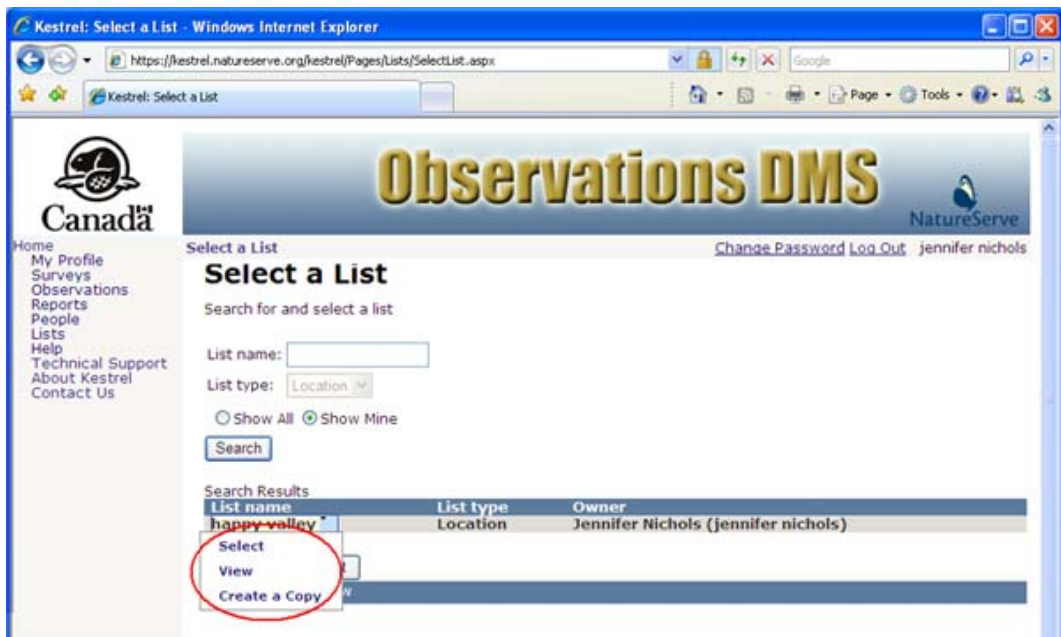 Kestrel: Select a List - Windows Internet Explorer
https://kestrel.natureserve.org/kestrel/Pages/Lists/SelectList.aspx
Google
Kestrel: Select a List
Page Tools
Canada
Observations DMS
NatureServe
Home
My Profile
Surveys
Observations
Reports
People
Lists
Help
Technical Support
About Kestrel
Contact Us
Select a List
Change Password Log Out jennifer nichols
Select a List
Search for and select a list
List name:
List type: Location
Show All Show Mine
Search
Search Results
List name List type Owner
happy valley Location Jennifer Nichols (jennifer nichols)
Select
View
Create a Copy